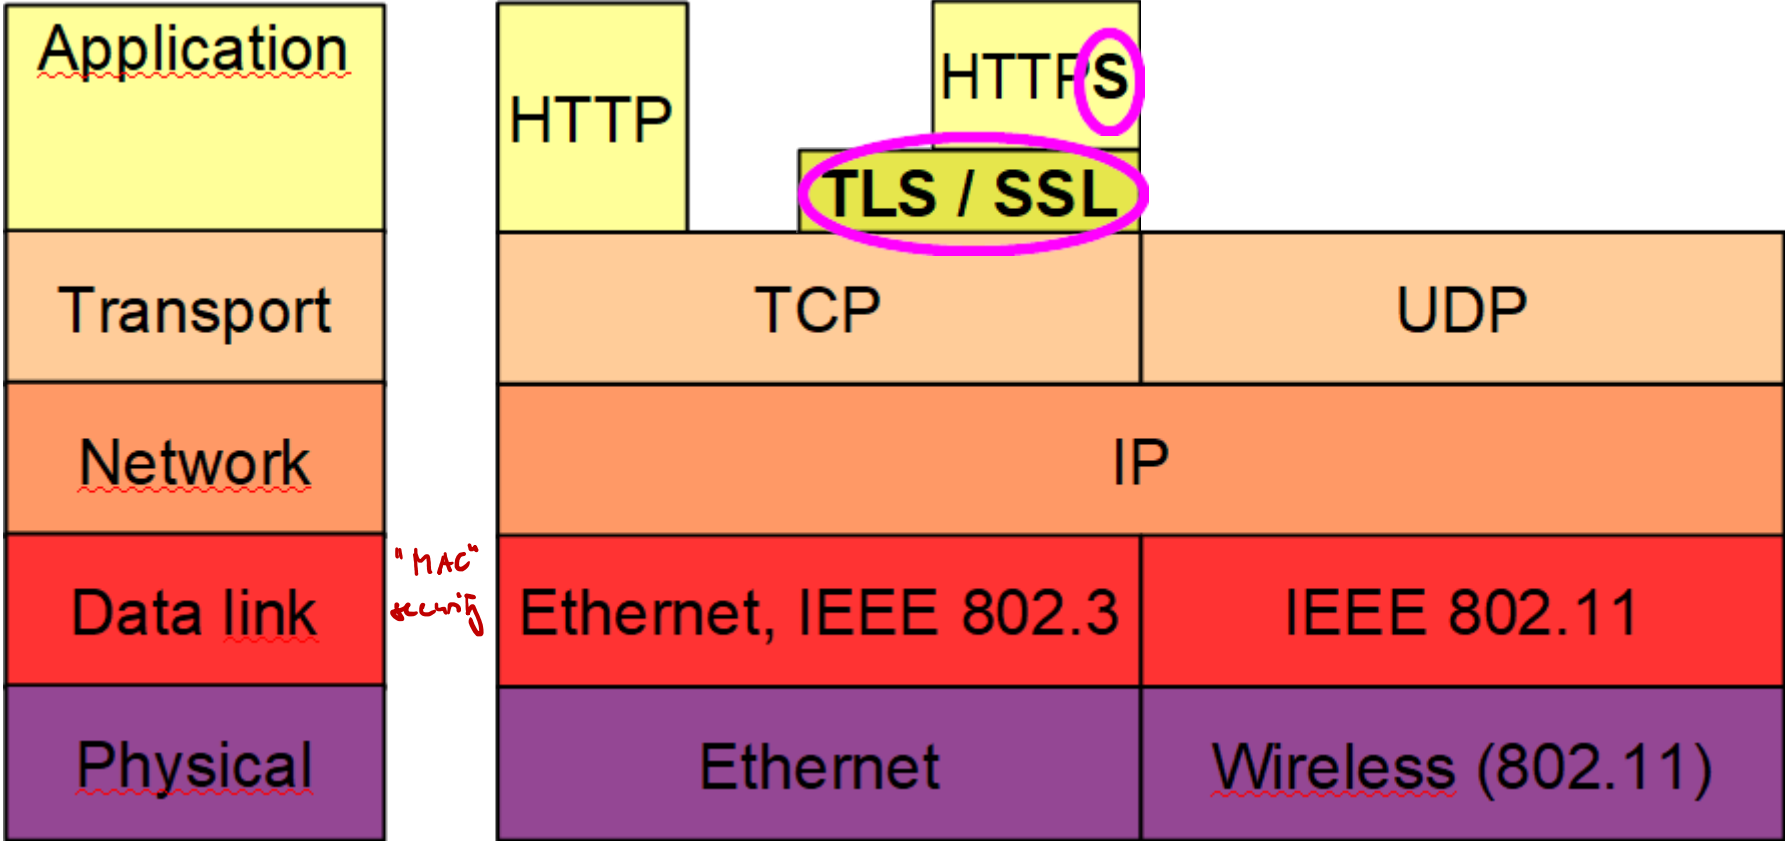 Application
HTTP
HTTPS
TLS / SSL
Transport
TCP
UDP
Network
IP
"MAC"
security
Data link
Ethernet, IEEE 802.3
IEEE 802.11
Physical
Ethernet
Wireless (802.11)